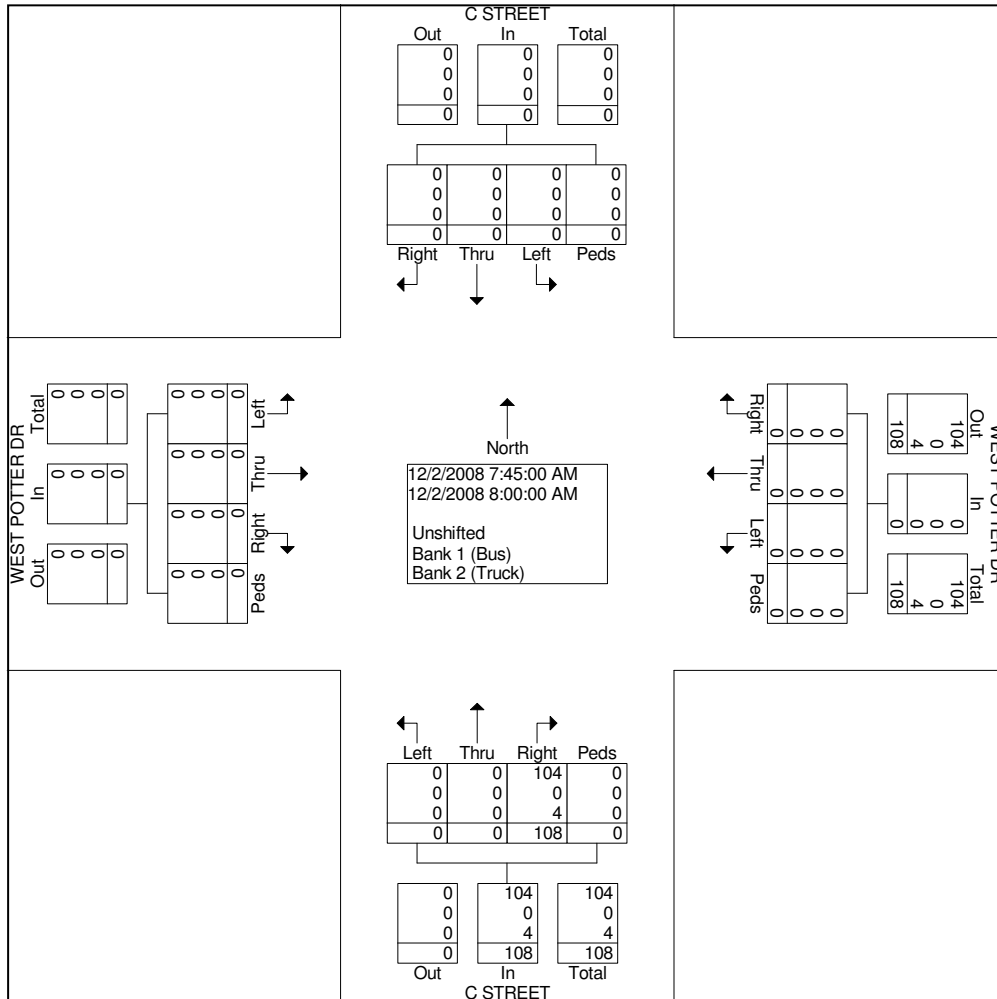 C STREET
Out In Total
0 0 0
0 0 0
0 0 0
0 0 0
0 0 0 0
0 0 0 0
0 0 0 0
0 0 0 0
Right Thru Left Peds
WEST POTTER DR
Total
0 0 0 0
In
0 0 0 0
Out
0 0 0 0
Left
0 0 0 0
Thru
0 0 0 0
Right
0 0 0 0
Peds
0 0 0 0
North
12/2/2008 7:45:00 AM
12/2/2008 8:00:00 AM
Unshifted
Bank 1 (Bus)
Bank 2 (Truck)
Right
0 0 0 0
Thru
0 0 0 0
Left
0 0 0 0
Peds
0 0 0 0
WEST POTTER DR
Out
104 0 4 108
In
0 0 0 0
Total
104 0 4 108
Left Thru Right Peds
0 0 104 0
0 0 0 0
0 0 4 0
0 0 108 0
0 104 104
0 0 0
0 4 4
0 108 108
Out In Total
C STREET